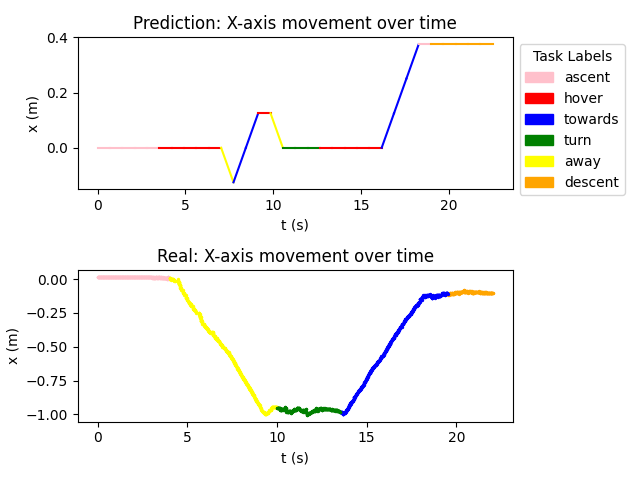 Prediction: X-axis movement over time
0.4
0.2
0.0
x (m)
0
5
10
15
20
t (s)
Task Labels
ascent
hover
towards
turn
away
descent
Real: X-axis movement over time
0.00
−0.25
−0.50
−0.75
−1.00
x (m)
0
5
10
15
20
t (s)